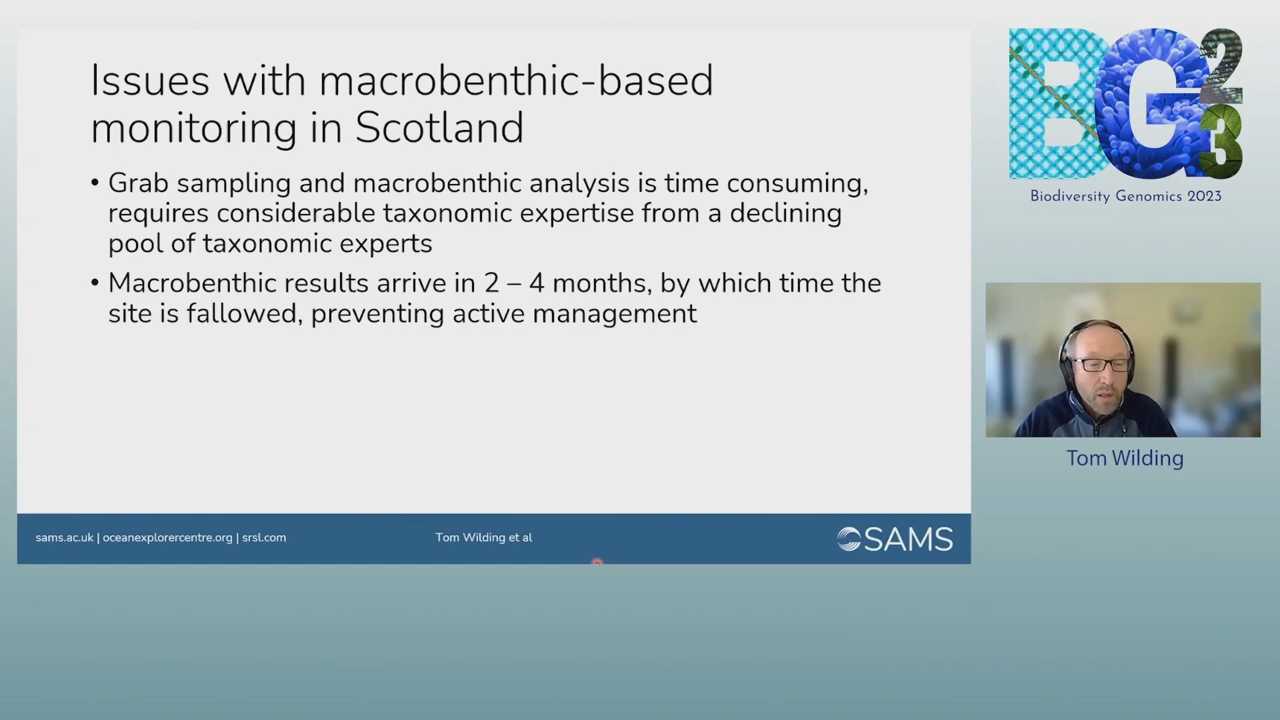 Issues with macrobenthic-based
monitoring in Scotland
• Grab sampling and macrobenthic analysis is time consuming,
requires considerable taxonomic expertise from a declining
pool of taxonomic experts
• Macrobenthic results arrive in 2 – 4 months, by which time the
site is fallowed, preventing active management
sams.ac.uk | oceanexplorercentre.org | srsl.com
Tom Wilding et al
SAMS
BG23
Biodiversity Genomics 2023
Tom Wilding